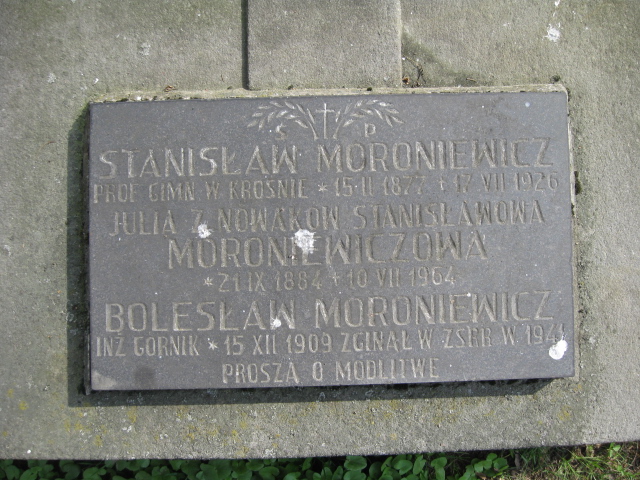 S P
STANISŁAW MORONIEWICZ
PROF GIMN W KROŚNIE *15 II 1877 +17 VII 1926
JULIA Z NOWAKÓW STANISŁAWOWA
MORONIEWICZOWA
*21 IX 1884 +10 VII 1964
BOLESŁAW MORONIEWICZ
INŻ GÓRNIK *15 XII 1909 ZGINĄŁ W ZSRR W
PROSZĄ O MODLITWĘ